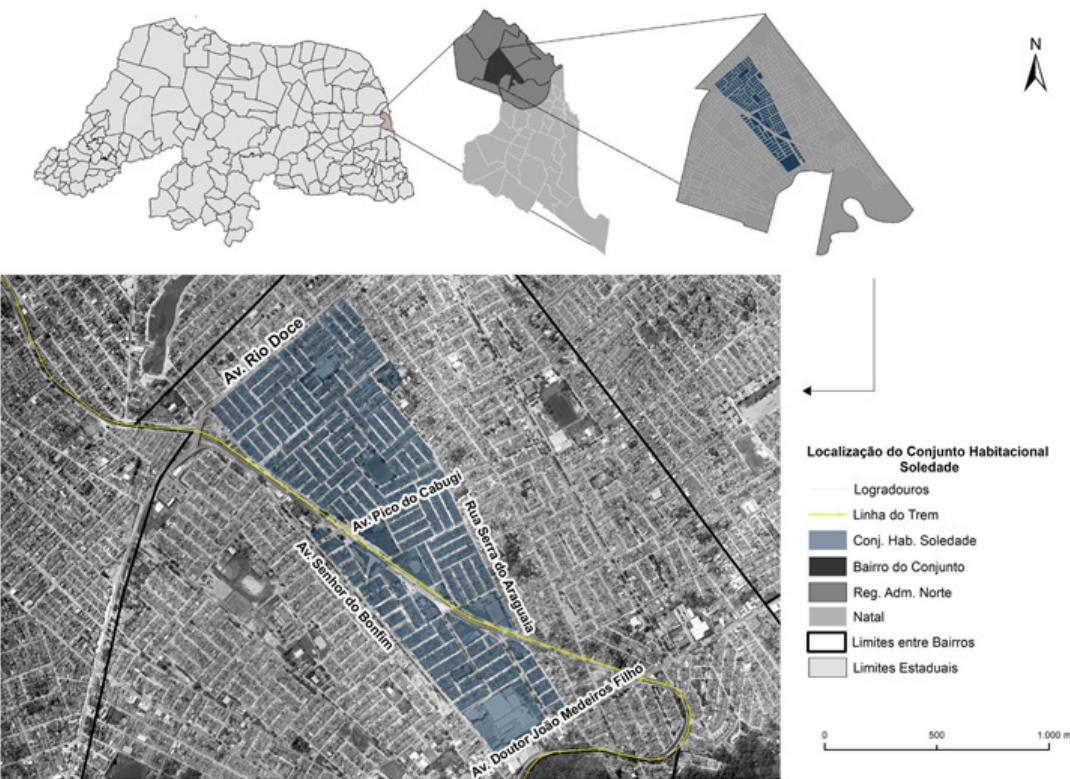 N
Av. Rio Doce
Av. Pico do Cabugi
Rua Serra do Araguaia
Av. Senhor do Bonfim
Av. Doutor João Medeiros Filho
Localização do Conjunto Habitacional
Soledade
Logradouros
Linha do Trem
Conj. Hab. Soledade
Bairro do Conjunto
Reg. Adm. Norte
Natal
Limites entre Bairros
Limites Estaduais
0 500 1.000 m